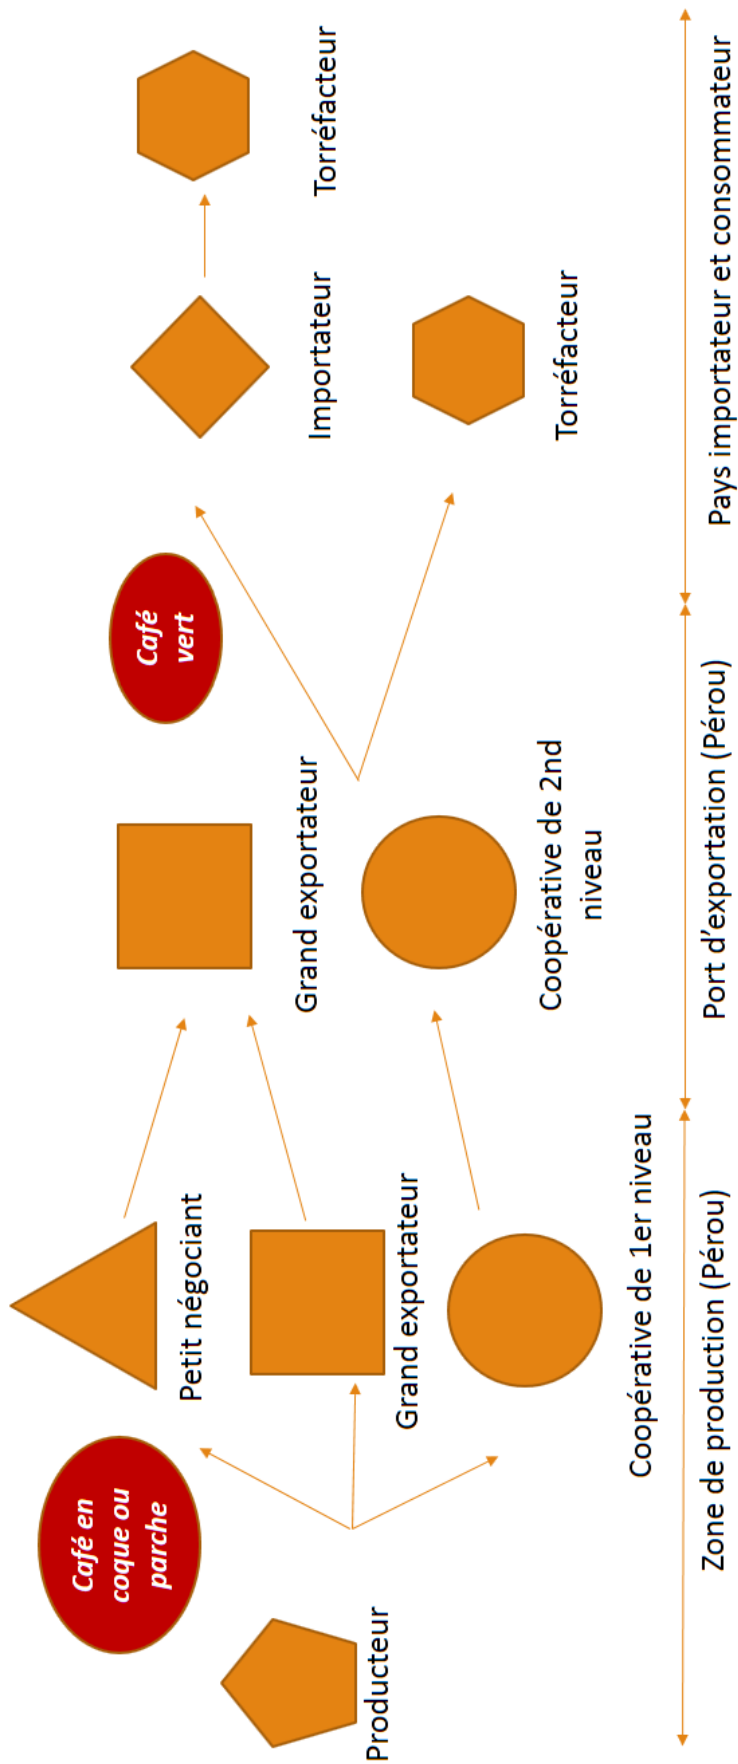 Producteur
Café en
coque ou
parche
Petit négociant
Grand exportateur
Coopérative de 1er niveau
Grand exportateur
Coopérative de 2nd
niveau
Café
vert
Importateur
Torréfacteur
Torréfacteur
Zone de production (Pérou)
Port d’exportation (Pérou)
Pays importateur et consommateur